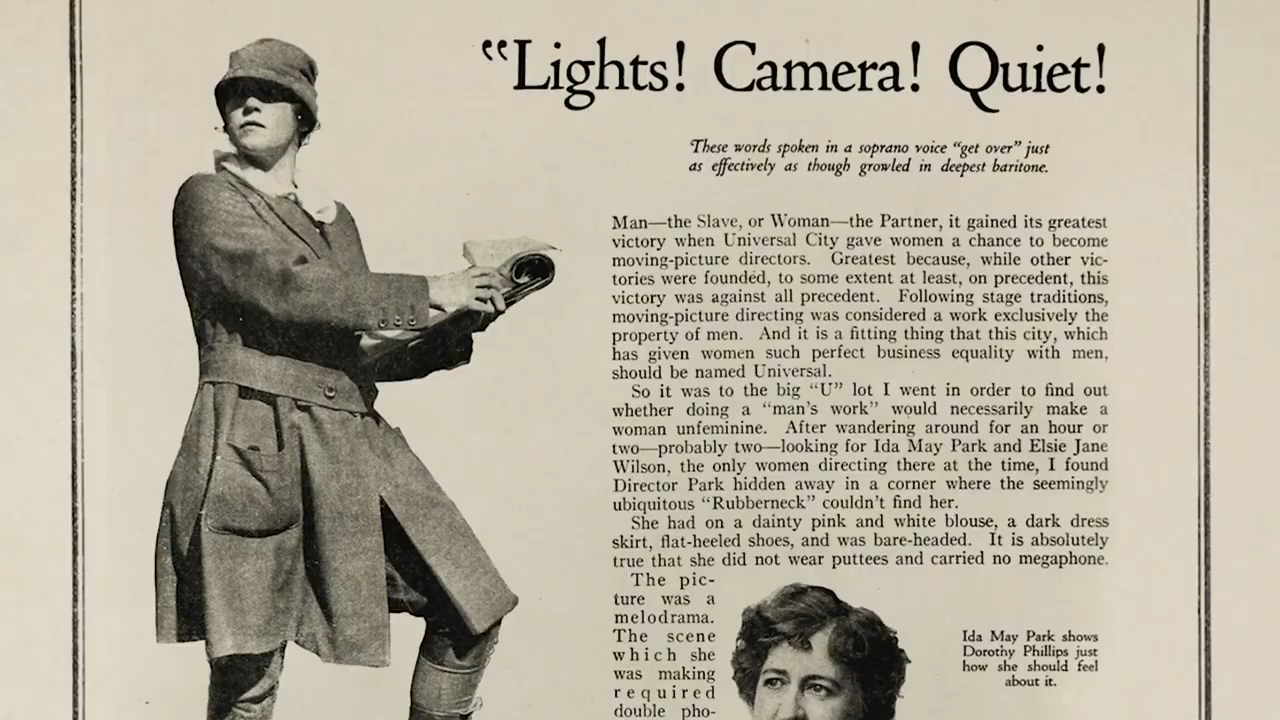 “Lights! Camera! Quiet!
These words spoken in a soprano voice “get over” just
as effectively as though growled in deepest baritone.
Man—the Slave, or Woman—the Partner, it gained its greatest
victory when Universal City gave women a chance to become
moving-picture directors. Greatest because, while other vic-
tories were founded, to some extent at least, on precedent, this
victory was against all precedent. Following stage traditions,
moving-picture directing was considered a work exclusively the
property of men. And it is a fitting thing that this city, which
has given women such perfect business equality with men,
should be named Universal.
So it was to the big “U” lot I went in order to find out
whether doing a “man’s work” would necessarily make a
woman unfeminine. After wandering around for an hour or
two—probably two—looking for Ida May Park and Elsie Jane
Wilson, the only women directing there at the time, I found
Director Park hidden away in a corner where the seemingly
ubiquitous “Rubberneck” couldn’t find her.
She had on a dainty pink and white blouse, a dark dress
skirt, flat-heeled shoes, and was bare-headed. It is absolutely
true that she did not wear puttees and carried no megaphone.
The pic-
ture was a
melodrama.
The scene
which she
was making
required
double pho-
Ida May Park shows
Dorothy Phillips just
how she should feel
about it.